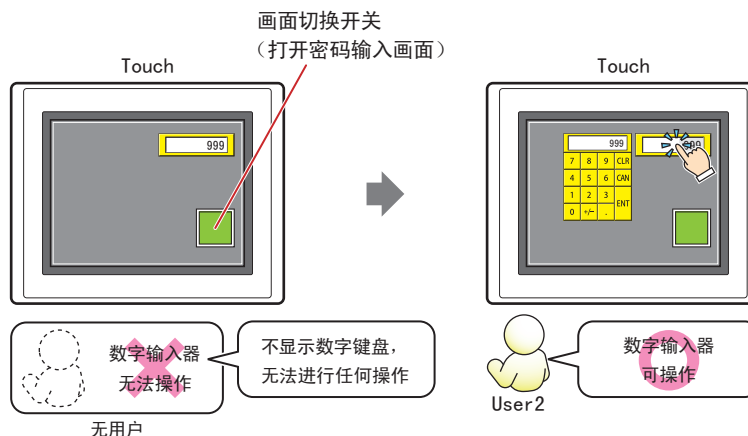 画面切换开关
（打开密码输入画面）
Touch
999
数字输入器
无法操作
不显示数字键盘，
无法进行任何操作
无用户
Touch
999
999
7 8 9 CLR
4 5 6 CAN
1 2 3
ENT
0 +/- .
数字输入器
可操作
User2